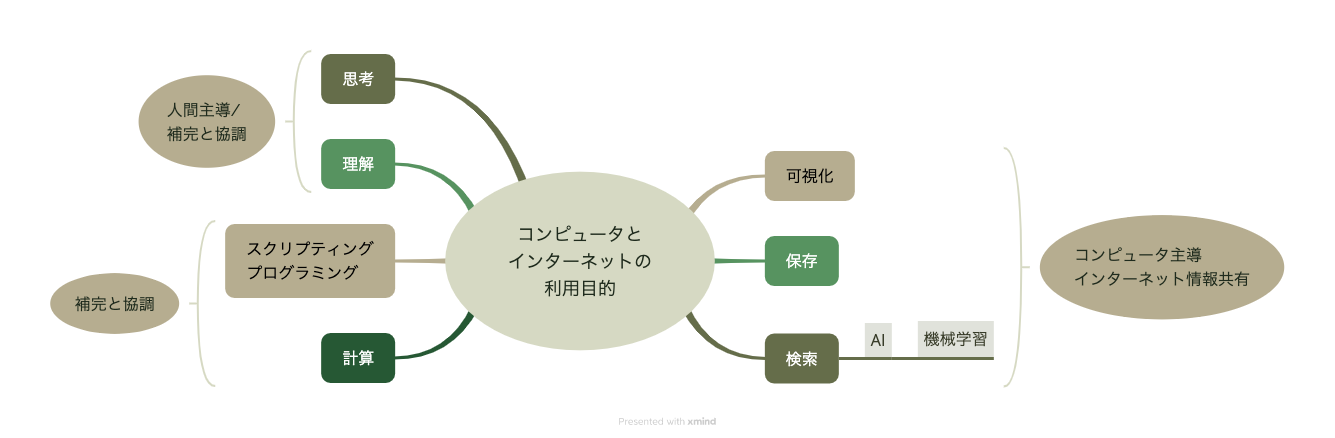 思考
人間主導/
補完と協調
理解
スクリプティング
プログラミング
補完と協調
計算
コンピュータと
インターネットの
利用目的
可視化
保存
検索
AI
機械学習
コンピュータ主導
インターネット情報共有
Presented with xmind